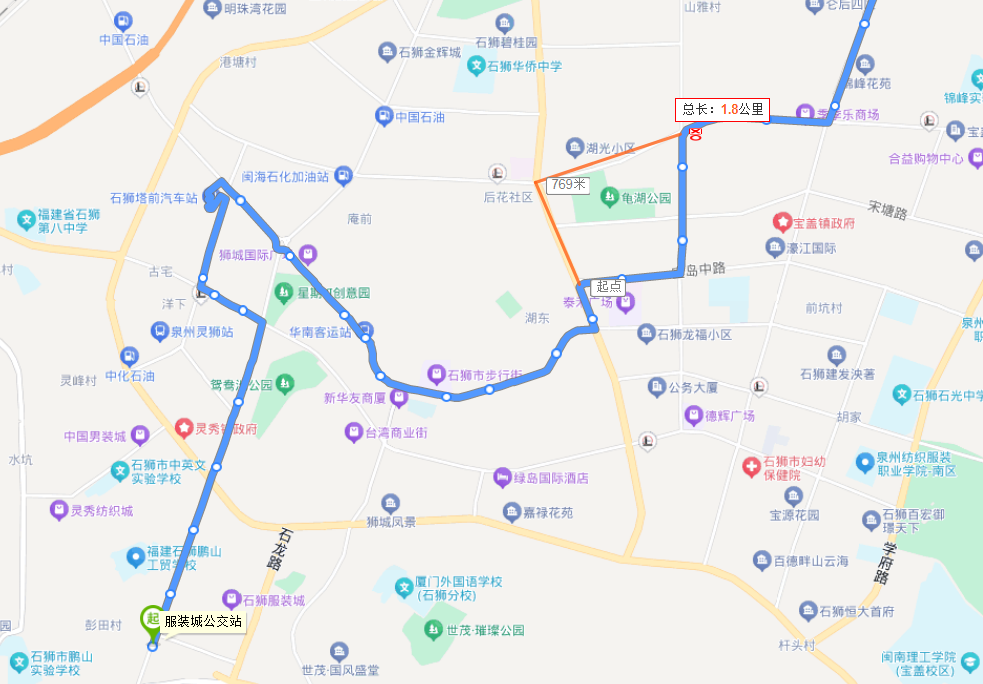 明珠湾花园
中国石油
港塘村
石狮金辉城
石狮碧桂园
石狮华侨中学
山雅村
仑后四
锦峰花苑
锦峰实
总长：1.8公里
乐商场
宝
合益购物中心
中国石油
湖光小区
769米
后花社区
龟湖公园
宋塘路
宝盖镇政府
濠江国际
闽海石化加油站
石狮塔前汽车站
福建省石狮
第八中学
庵前
狮城国际广
古宅
村
洋下
星期
创意园
起点
岛中路
泰
广场
前坑村
泉州
职
湖东
泉州灵狮站
华南客运站
石狮龙福小区
中化石油
灵峰村
鸳鸯
公园
石狮市步行街
石狮建发泱著
公务大厦
石狮石光中学
新华友商厦
德辉广场
胡家
灵秀
政府
中国男装城
台湾商业街
水坑
石狮市中英文
实验学校
绿岛国际酒店
石狮市妇幼
保健院
泉州纺织服装
职业学院-南区
灵秀纺织城
狮城凤景
嘉禄花苑
宝源花园
石狮百宏御
璟天下
石龙路
学府路
福建石狮鹏山
工贸学校
百德畔山云海
厦门外国语学校
(石狮分校)
石狮服装城
石狮恒大首府
起
服装城公交站
园
彭田村
世茂·璀璨公园
杆头村
石狮市鹏山
实验学校
世茂·国风盛堂
闽南理工学院
(宝盖校区)